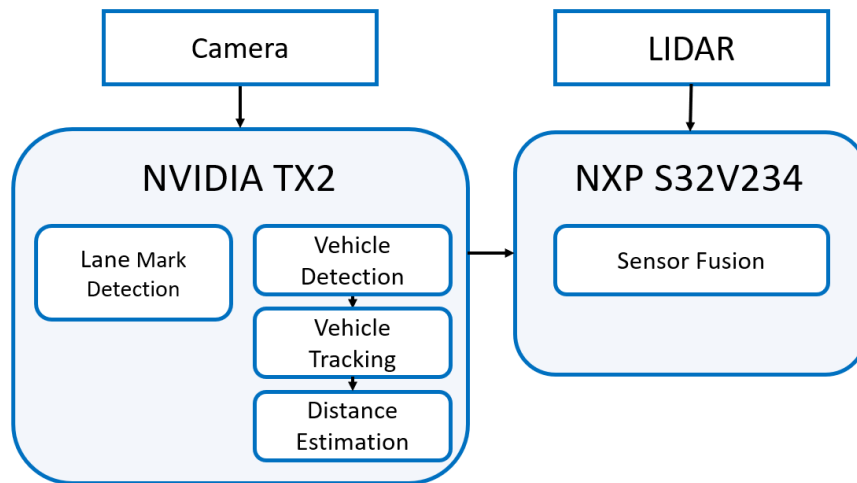 Camera
LIDAR
NVIDIA TX2
Lane Mark
Detection
Vehicle
Detection
Vehicle
Tracking
Distance
Estimation
NXP S32V234
Sensor Fusion